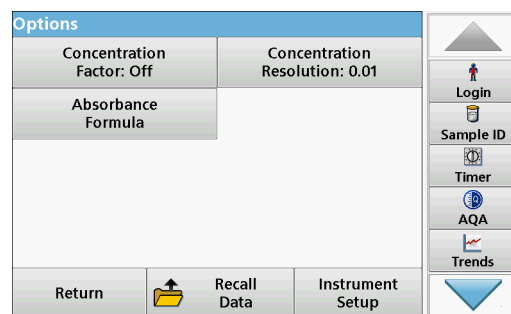 Options
Concentration
Factor: Off
Concentration
Resolution: 0.01
Absorbance
Formula
Return
Recall
Data
Instrument
Setup
Login
Sample ID
Timer
AQA
Trends